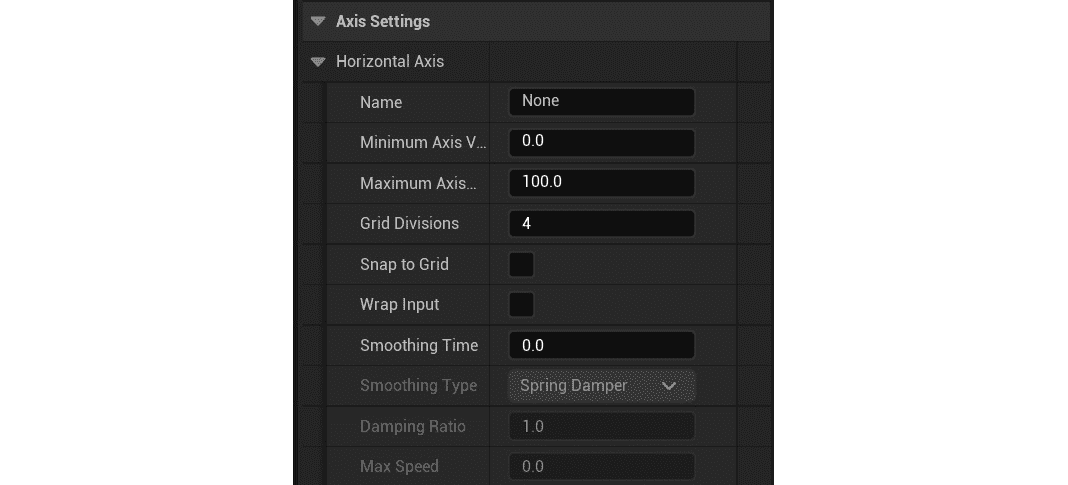 Axis Settings
Horizontal Axis
Name None
Minimum Axis V... 0.0
Maximum Axis... 100.0
Grid Divisions 4
Snap to Grid
Wrap Input
Smoothing Time 0.0
Smoothing Type Spring Damper
Damping Ratio 1.0
Max Speed 0.0